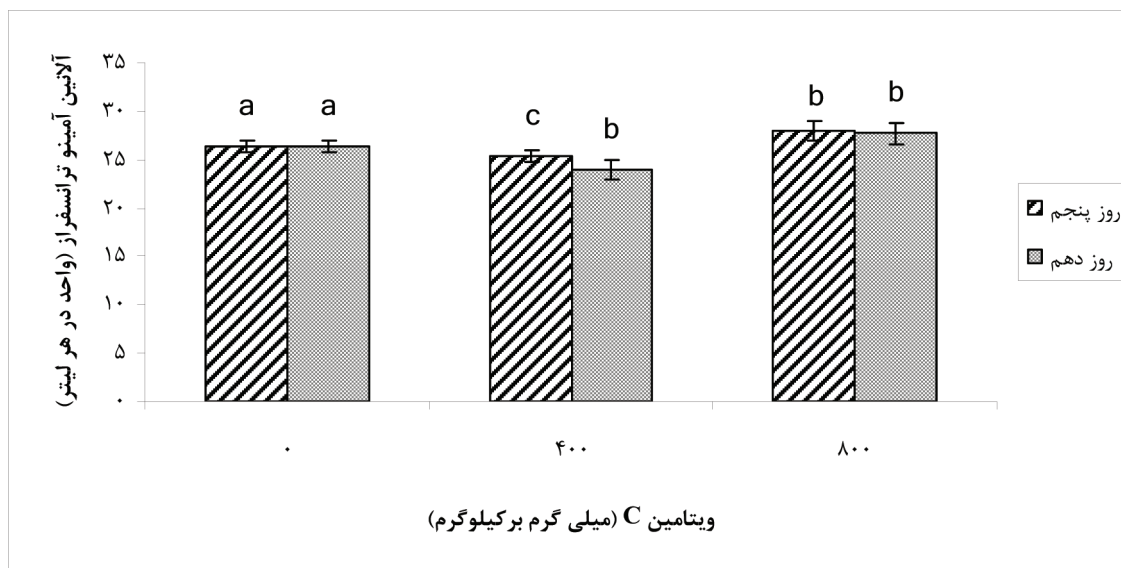 آلانین آمینو ترانسفراز (واحد در هر لیتر)
۳۵
۳۰
۲۵
۲۰
۱۵
۱۰
۵
۰
a a c b b b
۰ ۴۰۰ ۸۰۰
ویتامین C (میلی گرم برکیلوگرم)
روز پنجم
روز دهم